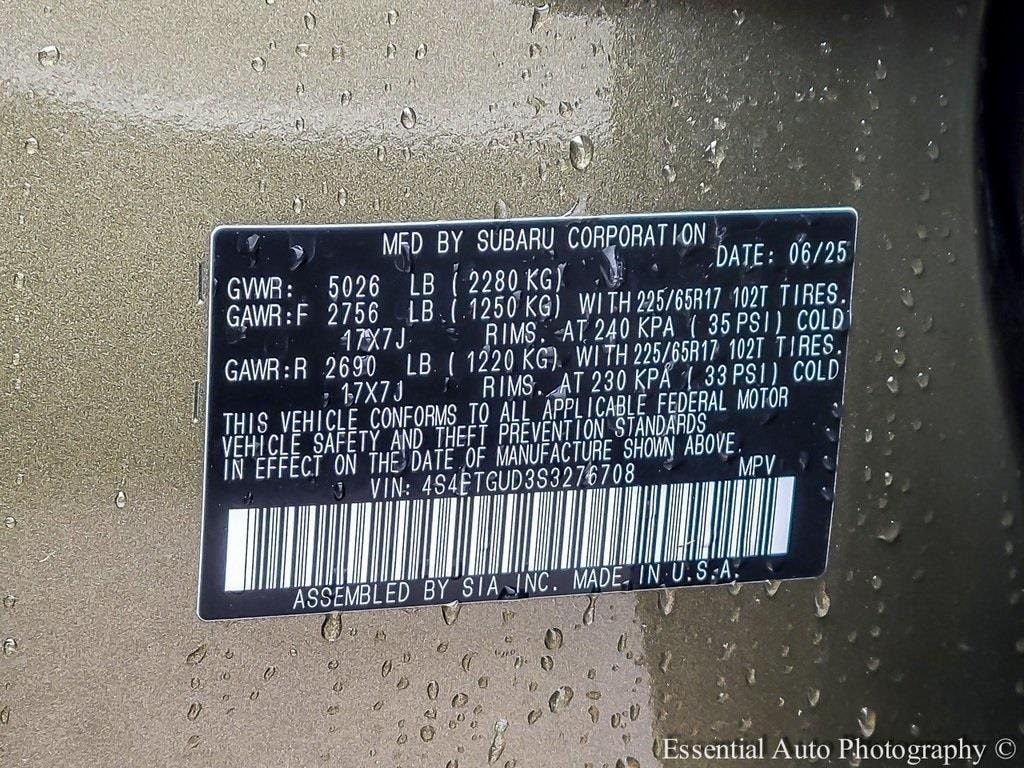 MFD BY SUBARU CORPORATION
DATE: 06/25
GVWR: 5026 LB ( 2280 KG)
GAWR:F 2756 LB ( 1250 KG) WITH 225/65R17 102T TIRES.
17X7J RIMS. AT 240 KPA ( 35 PSI) COLD
GAWR:R 2690 LB ( 1220 KG) WITH 225/65R17 102T TIRES.
17X7J RIMS. AT 230 KPA ( 33 PSI) COLD
THIS VEHICLE CONFORMS TO ALL APPLICABLE FEDERAL MOTOR
VEHICLE SAFETY AND THEFT PREVENTION STANDARDS
IN EFFECT ON THE DATE OF MANUFACTURE SHOWN ABOVE.
VIN: 4S4ETGUD3S3276708 MPV
ASSEMBLED BY SIA, INC. MADE IN U.S.A.
Essential Auto Photography ©